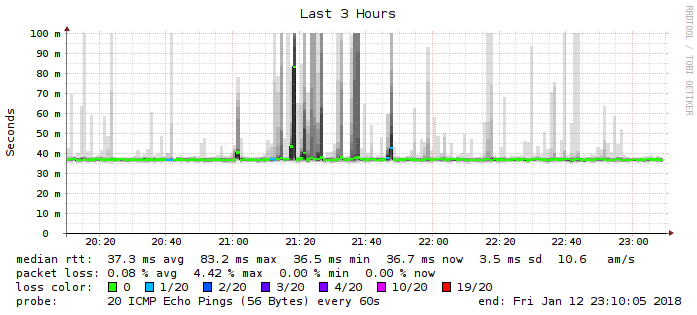 Last 3 Hours
RRDTOOL / TOBI OETIKER
Seconds
100 m
90 m
80 m
70 m
60 m
50 m
40 m
30 m
20 m
10 m
0
20:20 20:40 21:00 21:20 21:40 22:00 22:20 22:40 23:00
median rtt: 37.3 ms avg 83.2 ms max 36.5 ms min 36.7 ms now 3.5 ms sd 10.6 am/s
packet loss: 0.08 % avg 4.42 % max 0.00 % min 0.00 % now
loss color: 0 1/20 2/20 3/20 4/20 10/20 19/20
probe: 20 ICMP Echo Pings (56 Bytes) every 60s end: Fri Jan 12 23:10:05 2018